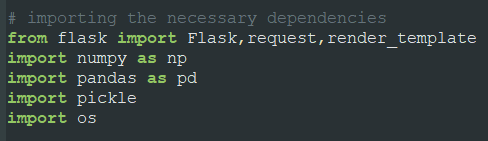 # importing the necessary dependencies
from flask import Flask,request,render_template
import numpy as np
import pandas as pd
import pickle
import os